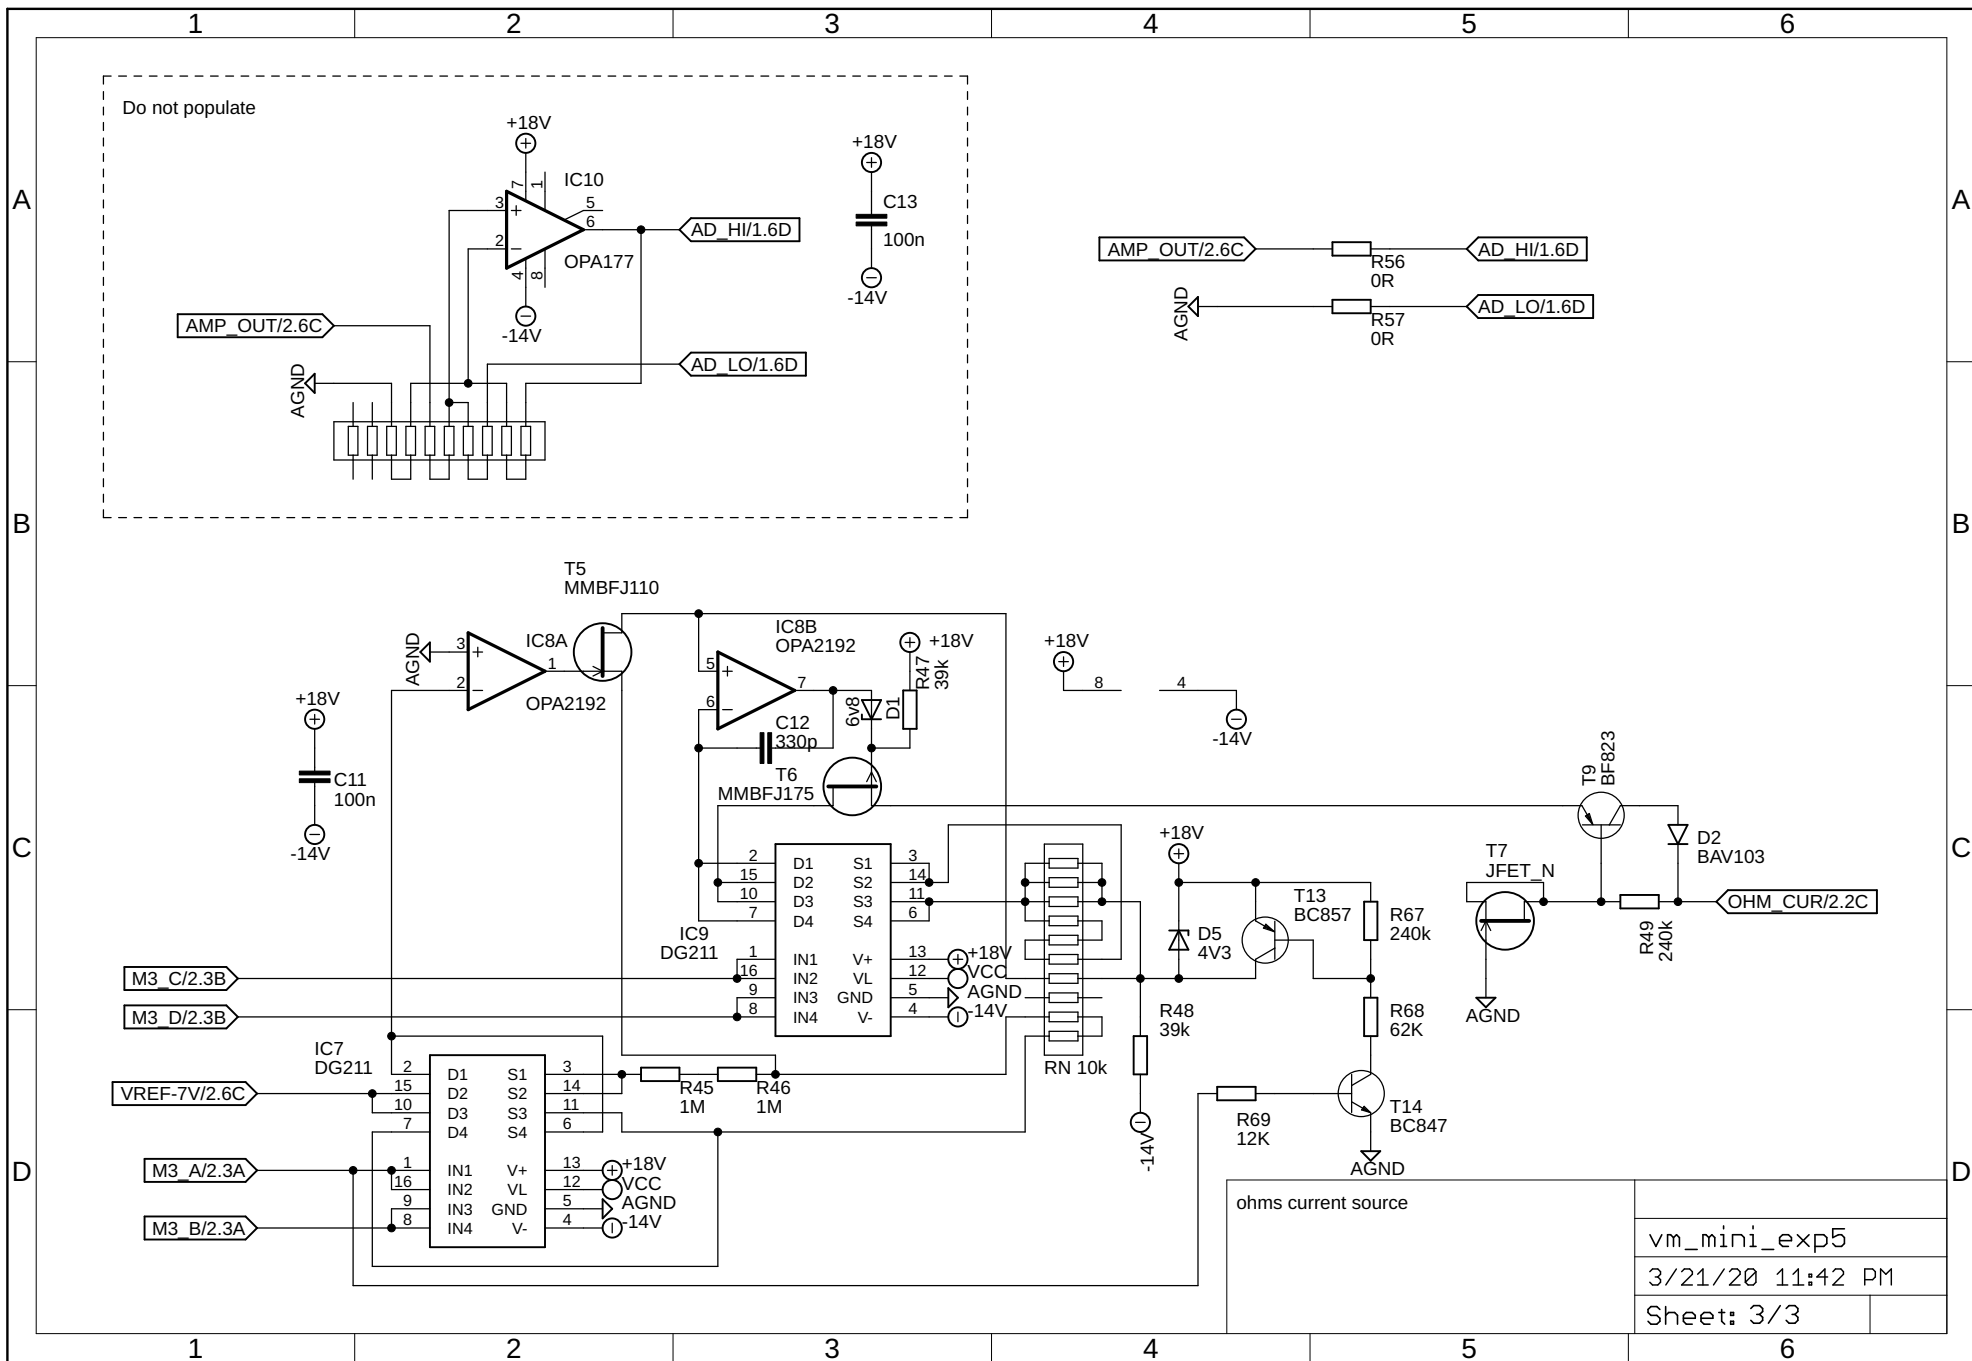 1 2 3 4 5 6
Do not populate
+18V
7 1
IC10
3 +
5
6
2 −
OPA177
4 8
-14V
AD_HI/1.6D
+18V
C13
100n
-14V
A
A
AMP_OUT/2.6C
R56
0R
AD_HI/1.6D
AGND
R57
0R
AD_LO/1.6D
AMP_OUT/2.6C
AD_LO/1.6D
AGND
B
B
T5
MMBFJ110
AGND
3 +
IC8A
1
2 −
OPA2192
IC8B
OPA2192
5 +
7
6 −
+18V
R47
39k
6v8
D1
C12
330p
T6
MMBFJ175
+18V
8
4
-14V
+18V
C11
100n
-14V
C
C
T9
BF823
D2
BAV103
T7
JFET_N
OHM_CUR/2.2C
R49
240k
AGND
+18V
T13
BC857
D5
4V3
R67
240k
R48
39k
R68
62K
-14V
R69
12K
T14
BC847
AGND
IC9
DG211
2 D1 S1 3
15 D2 S2 14
10 D3 S3 11
7 D4 S4 6
1 IN1 V+ 13 +18V
16 IN2 VL 12 VCC
9 IN3 GND 5 AGND
8 IN4 V- 4 -14V
RN 10k
M3_C/2.3B
M3_D/2.3B
IC7
DG211
VREF-7V/2.6C
2 D1 S1 3
15 D2 S2 14
10 D3 S3 11
7 D4 S4 6
R45
1M
R46
1M
M3_A/2.3A
M3_B/2.3A
1 IN1 V+ 13 +18V
16 IN2 VL 12 VCC
9 IN3 GND 5 AGND
8 IN4 V- 4 -14V
D
D
ohms current source
vm_mini_exp5
3/21/20 11:42 PM
Sheet: 3/3
1 2 3 4 5 6